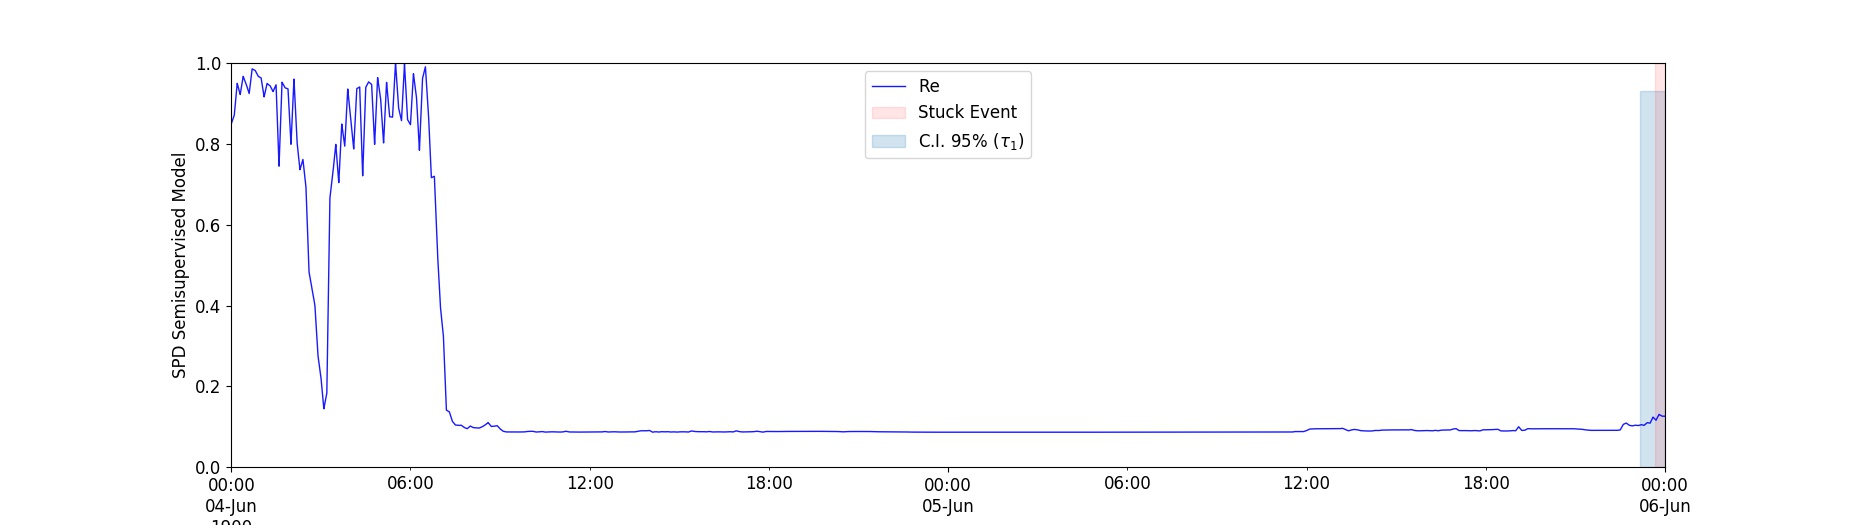 SPD Semisupervised Model
1.0
0.8
0.6
0.4
0.2
0.0
Re
Stuck Event
C.I. 95% (τ₁)
00:00 06:00 12:00 18:00 00:00 06:00 12:00 18:00 00:00
04-Jun 05-Jun 06-Jun
1900